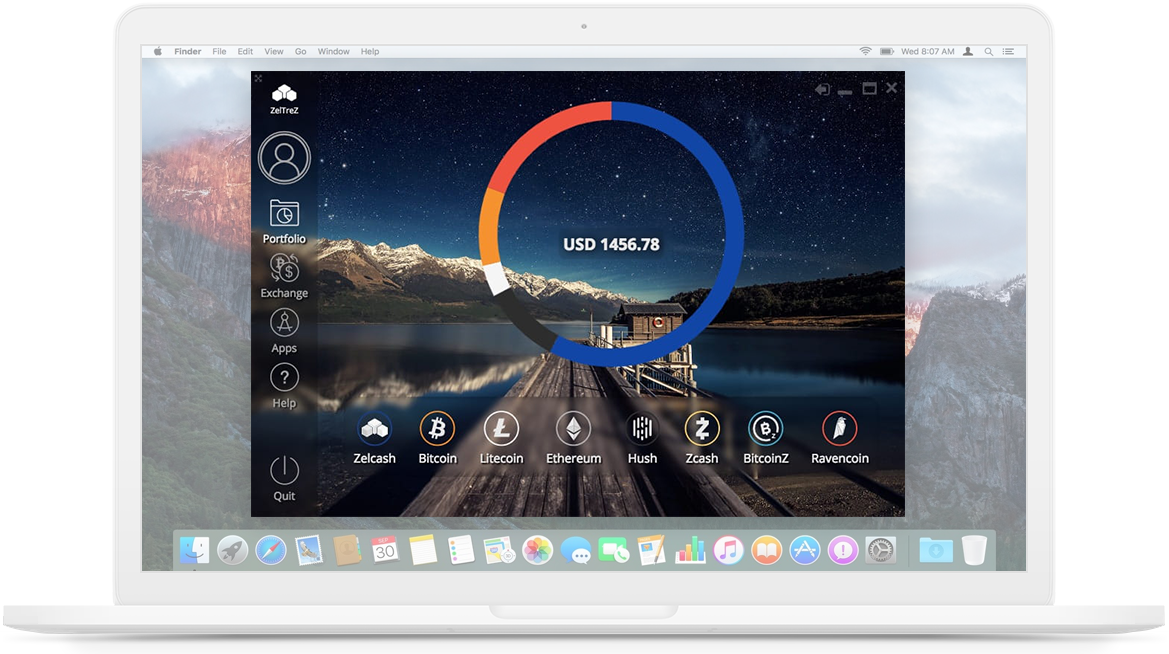 Finder File Edit View Go Window Help
Wed 8:07 AM
ZelTreZ
Portfolio
Exchange
Apps
Help
Quit
USD 1456.78
Zelcash Bitcoin Litecoin Ethereum Hush Zcash BitcoinZ Ravencoin
SEP
30